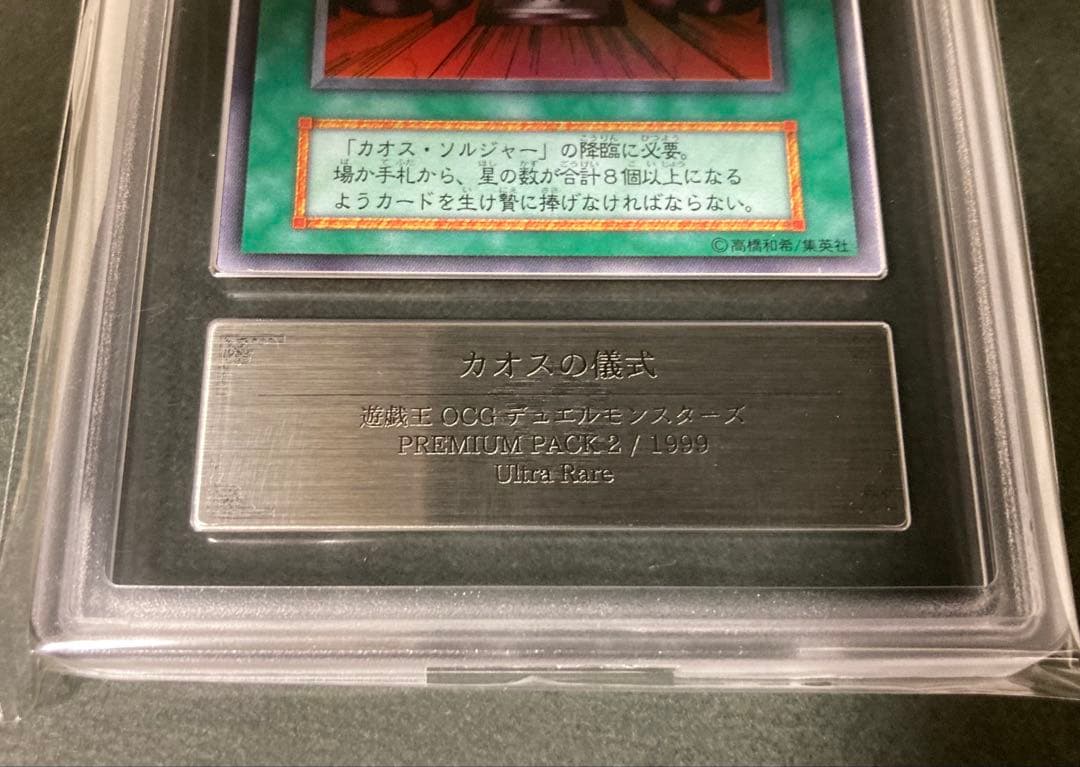 「カオス・ソルジャー」の降臨に必要。
場か手札から、星の数が合計8個以上になる
ようカードを生け贄に捧げなければならない。
©高橋和希/集英社
カオスの儀式
遊戯王 OCG デュエルモンスターズ
PREMIUM PACK 2 / 1999
Ultra Rare